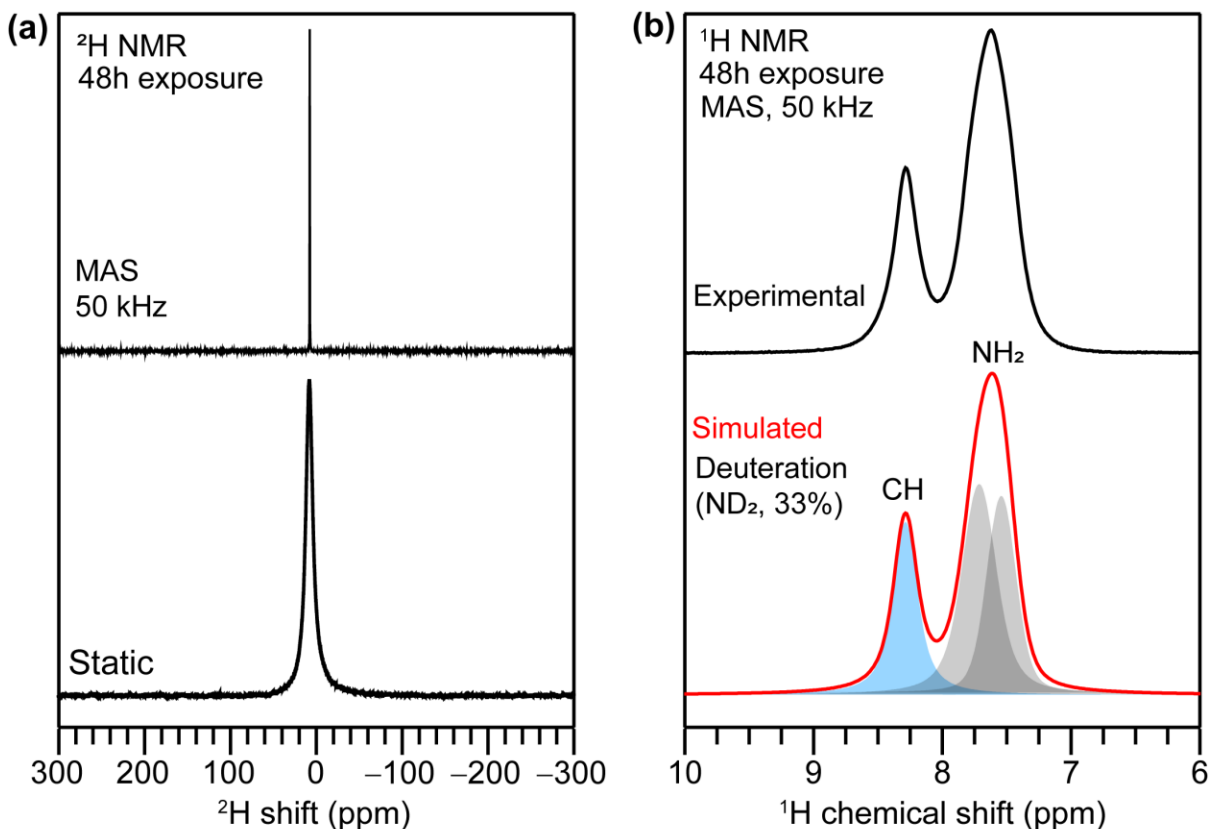 (a)
²H NMR
48h exposure
MAS
50 kHz
Static
300 200 100 0 –100 –200 –300
²H shift (ppm)
(b)
¹H NMR
48h exposure
MAS, 50 kHz
Experimental
NH₂
Simulated
Deuteration
(ND₂, 33%)
CH
10 9 8 7 6
¹H chemical shift (ppm)